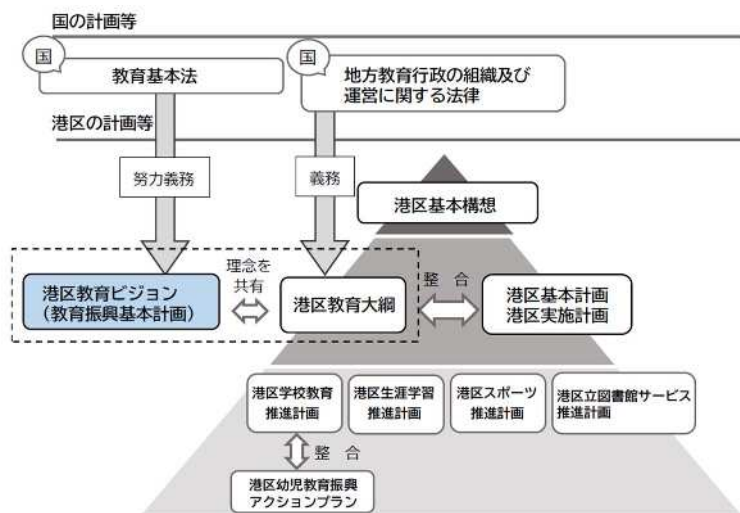 国の計画等
国
教育基本法
国
地方教育行政の組織及び
運営に関する法律
港区の計画等
努力義務
義務
港区基本構想
港区教育ビジョン
（教育振興基本計画）
理念を
共有
港区教育大綱
整 合
港区基本計画
港区実施計画
港区学校教育
推進計画
港区生涯学習
推進計画
港区スポーツ
推進計画
港区立図書館サービス
推進計画
整 合
港区幼児教育振興
アクションプラン